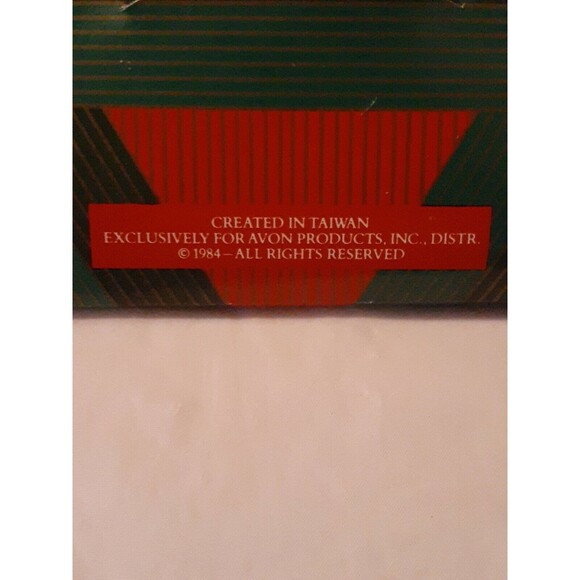 CREATED IN TAIWAN
EXCLUSIVELY FOR AVON PRODUCTS, INC., DISTR.
© 1984 – ALL RIGHTS RESERVED